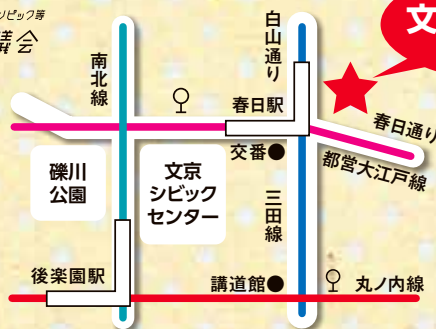 リンピック等
議会
文
南北線
白山通り
春日駅
春日通り
都営大江戸線
交番
礫川
公園
文京
シビック
センター
三田線
後楽園駅
講道館
丸ノ内線